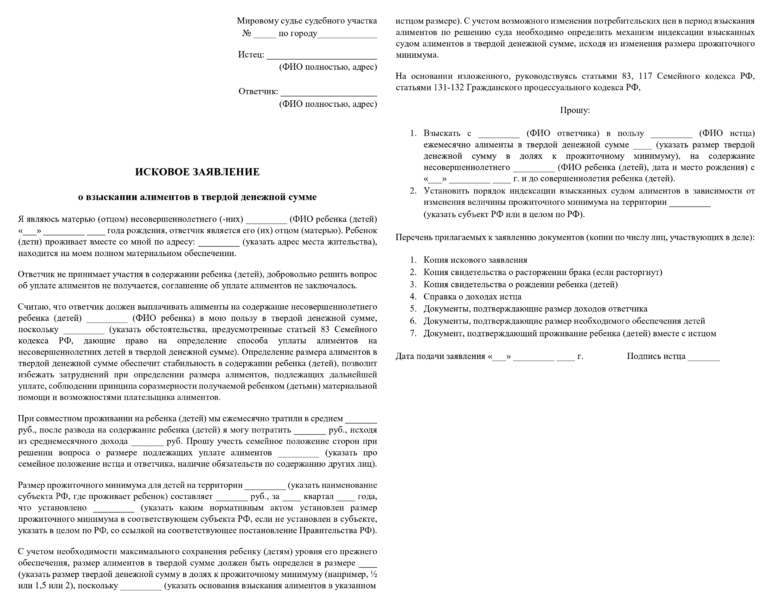 Мировому судье судебного участка
№ _____ по городу_____________
Истец: ________________________
(ФИО полностью, адрес)
Ответчик: _____________________
(ФИО полностью, адрес)
ИСКОВОЕ ЗАЯВЛЕНИЕ
о взыскании алиментов в твердой денежной сумме
Я являюсь матерью (отцом) несовершеннолетнего (-них) _________ (ФИО ребенка (детей)
«___» _________ ____ года рождения, ответчик является его (их) отцом (матерью). Ребенок
(дети) проживает вместе со мной по адресу: _________ (указать адрес места жительства),
находится на моем полном материальном обеспечении.
Ответчик не принимает участия в содержании ребенка (детей), добровольно решить вопрос
об уплате алиментов не получается, соглашение об уплате алиментов не заключалось.
Считаю, что ответчик должен выплачивать алименты на содержание несовершеннолетнего
ребенка (детей) _________ (ФИО ребенка) в мою пользу в твердой денежной сумме,
поскольку _________ (указать обстоятельства, предусмотренные статьей 83 Семейного
кодекса РФ, дающие право на определение способа уплаты алиментов на
несовершеннолетних детей в твердой денежной сумме). Определение размера алиментов в
твердой денежной сумме обеспечит стабильность в содержании ребенка (детей), позволит
избежать затруднений при определении размера алиментов, подлежащих дальнейшей
уплате, соблюдении принципа соразмерности получаемой ребенком (детьми) материальной
помощи и возможностями плательщика алиментов.
При совместном проживании на ребенка (детей) мы ежемесячно тратили в среднем _______
руб., после развода на содержание ребенка (детей) я могу потратить _______ руб., исходя
из среднемесячного дохода _______ руб. Прошу учесть семейное положение сторон при
решении вопроса о размере подлежащих уплате алиментов _________ (указать про
семейное положение истца и ответчика, наличие обязательств по содержанию других лиц).
Размер прожиточного минимума для детей на территории _________ (указать наименование
субъекта РФ, где проживает ребенок) составляет _______ руб., за ____ квартал ____ года,
что установлено _________ (указать каким нормативным актом установлен размер
прожиточного минимума в соответствующем субъекта РФ, если не установлен в субъекте,
указать в целом по РФ, со ссылкой на соответствующее постановление Правительства РФ).
С учетом необходимости максимального сохранения ребенку (детям) уровня его прежнего
обеспечения, размер алиментов в твердой сумме должен быть определен в размере ____
(указать размер твердой денежной сумму в долях к прожиточному минимуму (например, ½
или 1,5 или 2), поскольку _________ (указать основания взыскания алиментов в указанном
истцом размере). С учетом возможного изменения потребительских цен в период взыскания
алиментов по решению суда необходимо определить механизм индексации взысканных
судом алиментов в твердой денежной сумме, исходя из изменения размера прожиточного
минимума.
На основании изложенного, руководствуясь статьями 83, 117 Семейного кодекса РФ,
статьями 131-132 Гражданского процессуального кодекса РФ,
Прошу:
1. Взыскать с _________ (ФИО ответчика) в пользу _________ (ФИО истца)
ежемесячно алименты в твердой денежной сумме ____ (указать размер твердой
денежной сумму в долях к прожиточному минимуму), на содержание
несовершеннолетнего _________ (ФИО ребенка (детей), дата и место рождения) с
«___» _________ ____ г. и до совершеннолетия ребенка (детей).
2. Установить порядок индексации взысканных судом алиментов в зависимости от
изменения величины прожиточного минимума на территории _________
(указать субъект РФ или в целом по РФ).
Перечень прилагаемых к заявлению документов (копии по числу лиц, участвующих в деле):
1. Копия искового заявления
2. Копия свидетельства о расторжении брака (если расторгнут)
3. Копия свидетельства о рождении ребенка (детей)
4. Справка о доходах истца
5. Документы, подтверждающие размер доходов ответчика
6. Документы, подтверждающие размер необходимого обеспечения детей
7. Документ, подтверждающий проживание ребенка (детей) вместе с истцом
Дата подачи заявления «___» _________ ____ г. Подпись истца _______